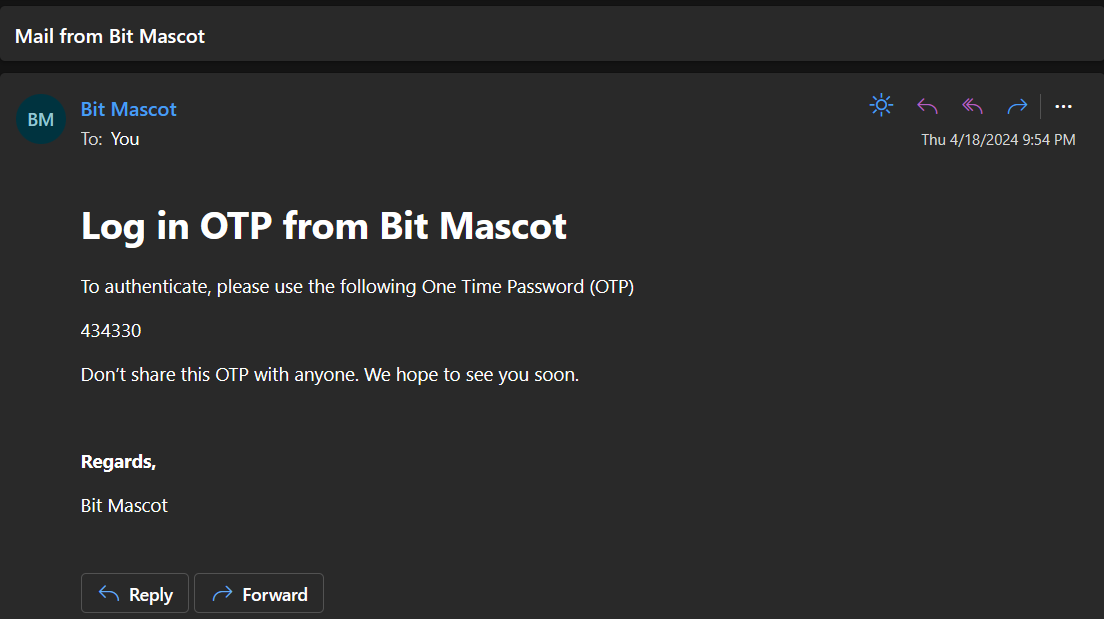 Mail from Bit Mascot
BM
Bit Mascot
To: You
Thu 4/18/2024 9:54 PM
Log in OTP from Bit Mascot
To authenticate, please use the following One Time Password (OTP)
434330
Don’t share this OTP with anyone. We hope to see you soon.
Regards,
Bit Mascot
Reply
Forward